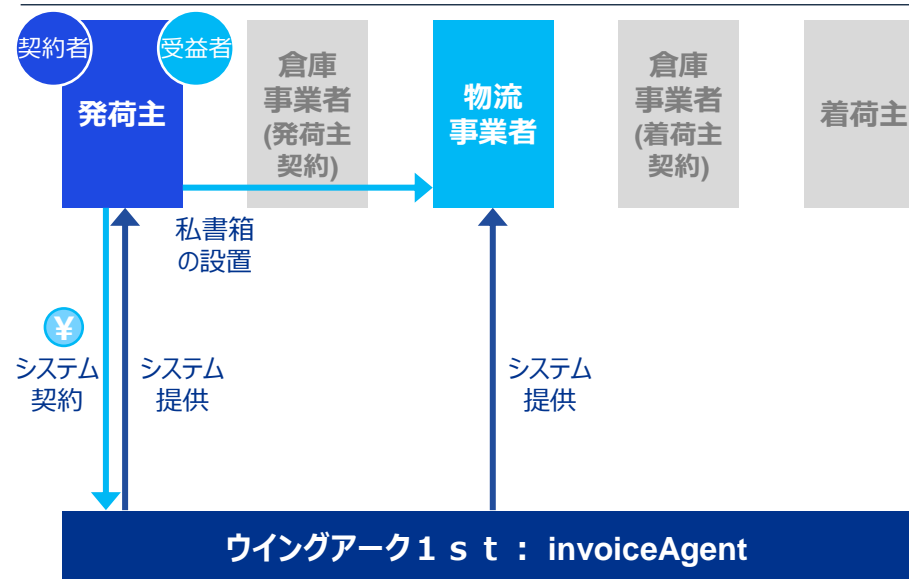 契約者
受益者
発荷主
倉庫
事業者
(発荷主
契約)
物流
事業者
倉庫
事業者
(着荷主
契約)
着荷主
私書箱
の設置
¥
システム
契約
システム
提供
システム
提供
ウイングアーク１ｓｔ：invoiceAgent